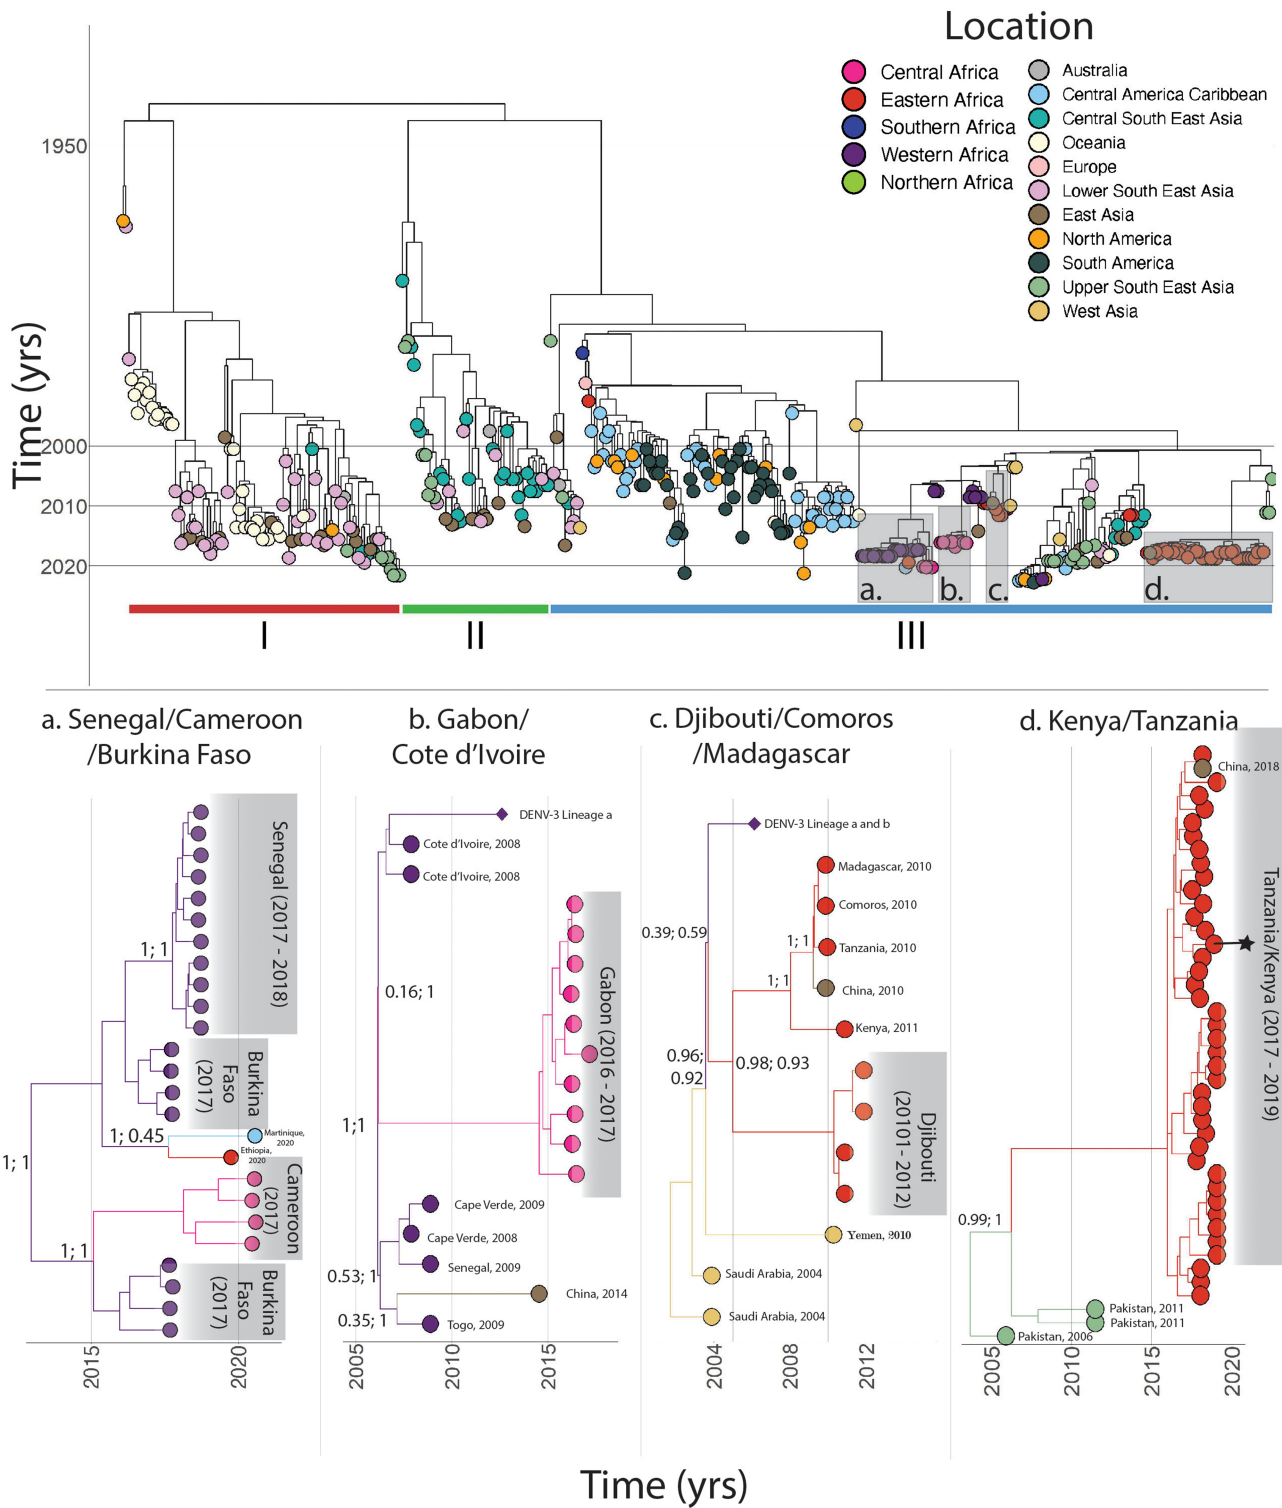 Location
Central Africa
Eastern Africa
Southern Africa
Western Africa
Northern Africa
Australia
Central America Caribbean
Central South East Asia
Oceania
Europe
Lower South East Asia
East Asia
North America
South America
Upper South East Asia
West Asia
Time (yrs)
1950
2000
2010
2020
a.
b.
c.
d.
I
II
III
a. Senegal/Cameroon
/Burkina Faso
Senegal (2017 - 2018)
1; 1
Burkina
Faso
(2017)
1; 0.45
Martinique,
2020
Ethiopia,
2020
1; 1
Cameroon
(2017)
1; 1
Burkina
Faso
(2017)
2015
2020
b. Gabon/
Cote d'Ivoire
DENV-3 Lineage a
Cote d'Ivoire, 2008
Cote d'Ivoire, 2008
0.16; 1
Gabon (2016 - 2017)
1;1
Cape Verde, 2009
Cape Verde, 2008
Senegal, 2009
0.53; 1
China, 2014
0.35; 1
Togo, 2009
2005
2010
2015
c. Djibouti/Comoros
/Madagascar
DENV-3 Lineage a and b
Madagascar, 2010
Comoros, 2010
0.39; 0.59
1; 1
Tanzania, 2010
1; 1
China, 2010
Kenya, 2011
0.96;
0.92
0.98; 0.93
Djibouti
(20101 - 2012)
Yemen, 2010
Saudi Arabia, 2004
Saudi Arabia, 2004
2004
2008
2012
d. Kenya/Tanzania
China, 2018
Tanzania/Kenya (2017 - 2019)
0.99; 1
Pakistan, 2011
Pakistan, 2011
Pakistan, 2006
2005
2010
2015
2020
Time (yrs)